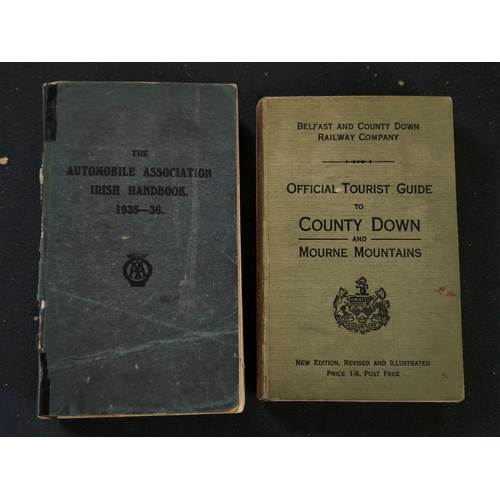 THE
AUTOMOBILE ASSOCIATION
IRISH HANDBOOK.
1935—36.
AA
BELFAST AND COUNTY DOWN
RAILWAY COMPANY
OFFICIAL TOURIST GUIDE
TO
COUNTY DOWN
AND
MOURNE MOUNTAINS
NEW EDITION, REVISED AND ILLUSTRATED
PRICE 1/6, POST FREE